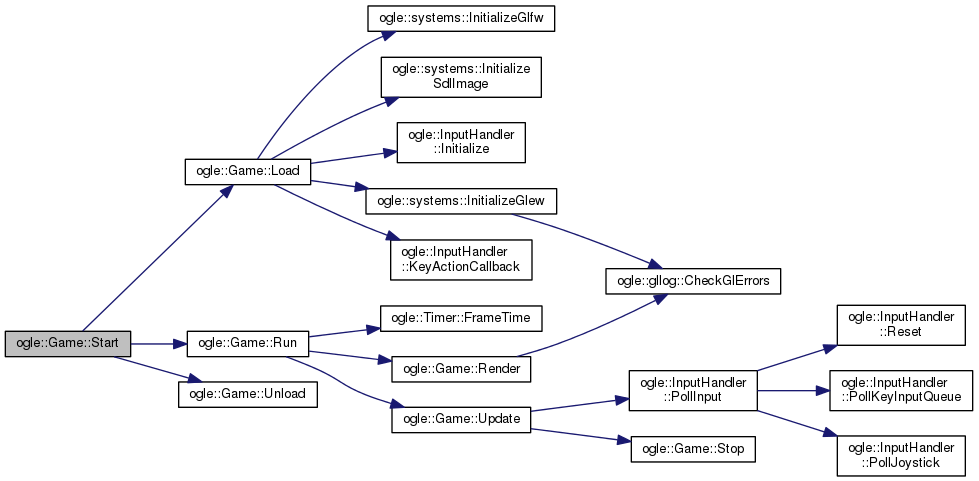 ogle::systems::InitializeGlfw
ogle::systems::Initialize
SdlImage
ogle::InputHandler
::Initialize
ogle::Game::Load
ogle::systems::InitializeGlew
ogle::InputHandler
::KeyActionCallback
ogle::gllog::CheckGlErrors
ogle::Game::Start
ogle::Game::Run
ogle::Timer::FrameTime
ogle::InputHandler
::Reset
ogle::Game::Render
ogle::Game::Unload
ogle::InputHandler
::PollInput
ogle::InputHandler
::PollKeyInputQueue
ogle::Game::Update
ogle::Game::Stop
ogle::InputHandler
::PollJoystick